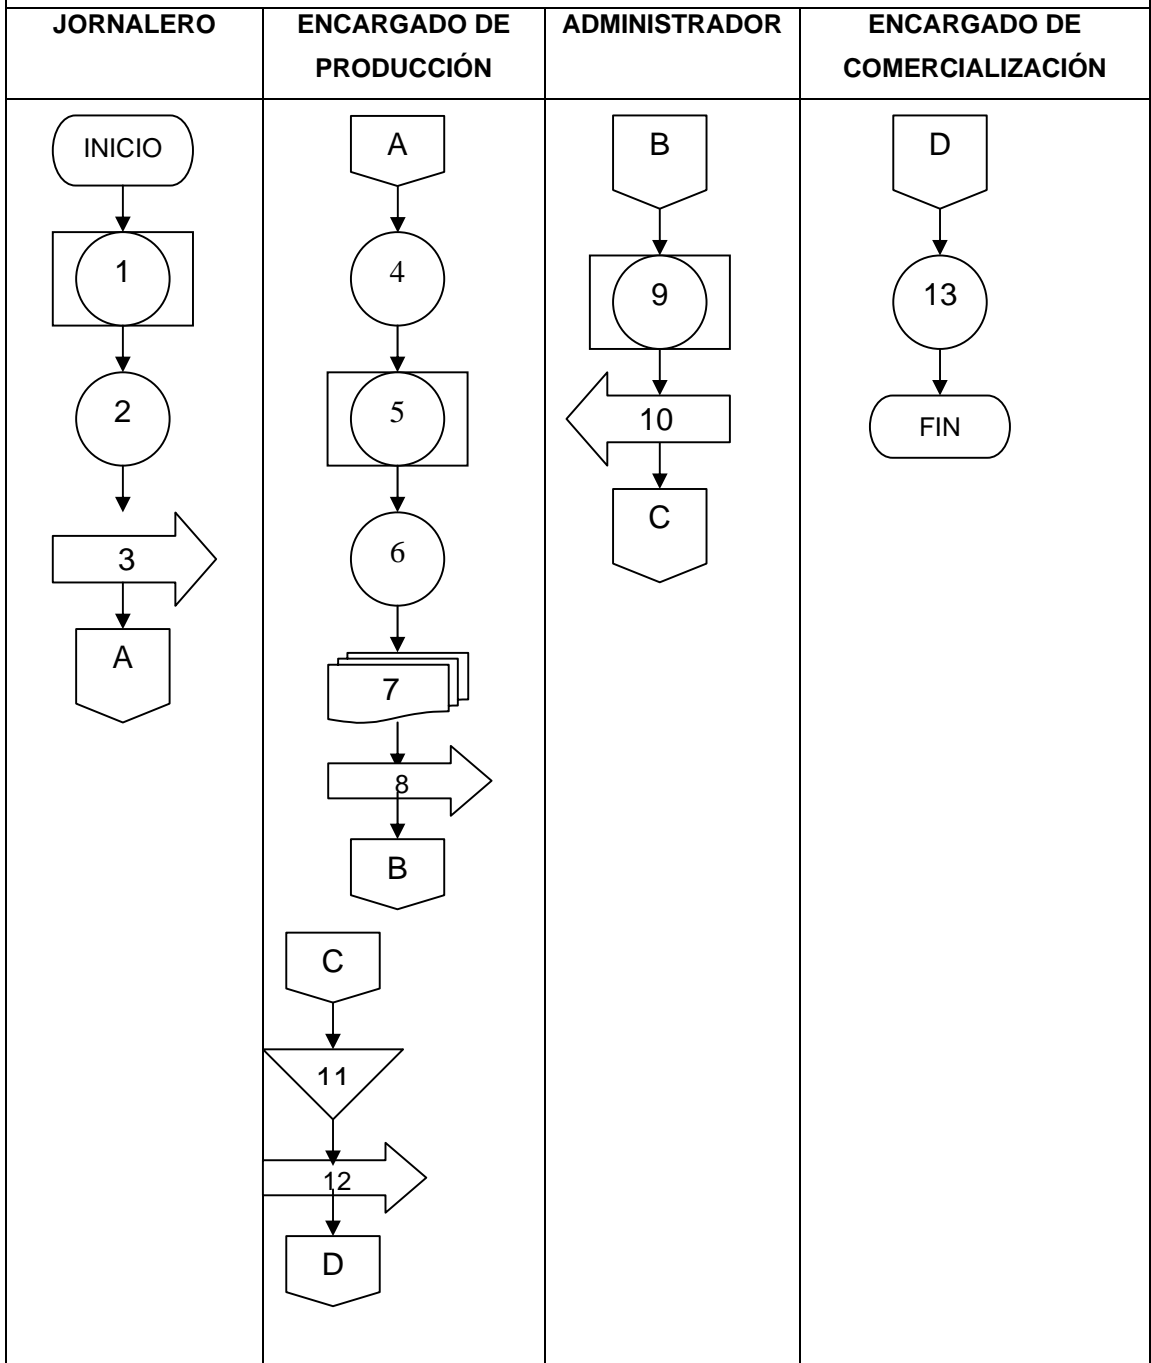 JORNALERO
ENCARGADO DE
PRODUCCIÓN
ADMINISTRADOR
ENCARGADO DE
COMERCIALIZACIÓN
INICIO
1
2
3
A
A
4
5
6
7
8
B
C
11
12
D
B
9
10
C
D
13
FIN